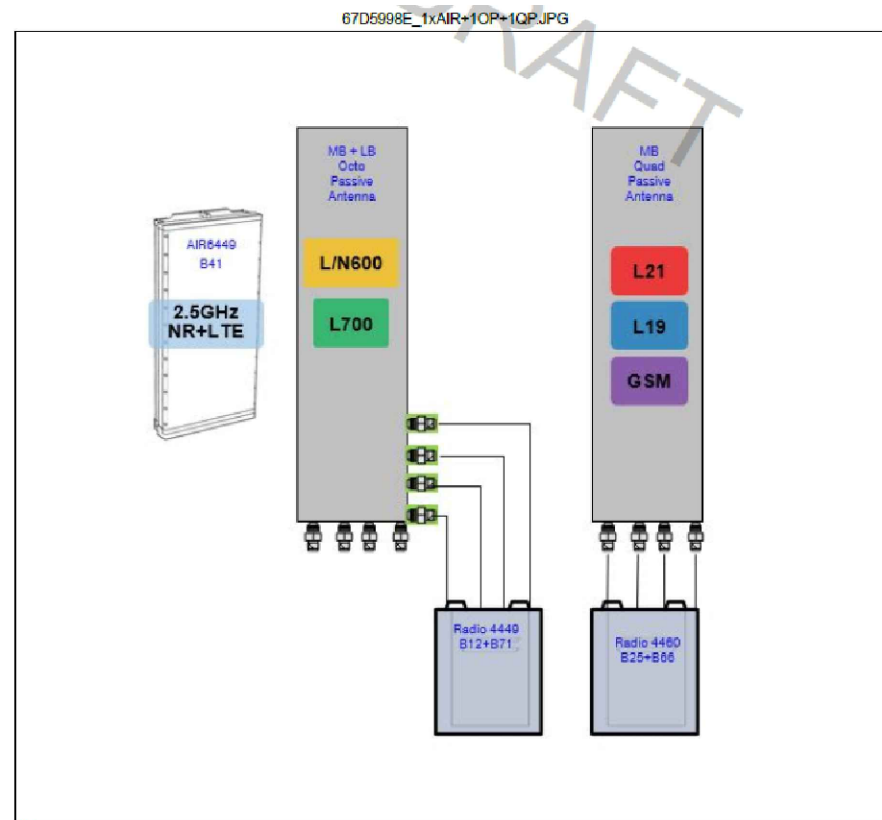 67D5998E_1xAIR+1OP+1QP.JPG
DRAFT
MB + LB
Octo
Passive
Antenna
MB
Quad
Passive
Antenna
AIR6449
B41
2.5GHz
NR+LTE
L/N600
L700
L21
L19
GSM
Radio 4449
B12+B71
Radio 4460
B25+B66